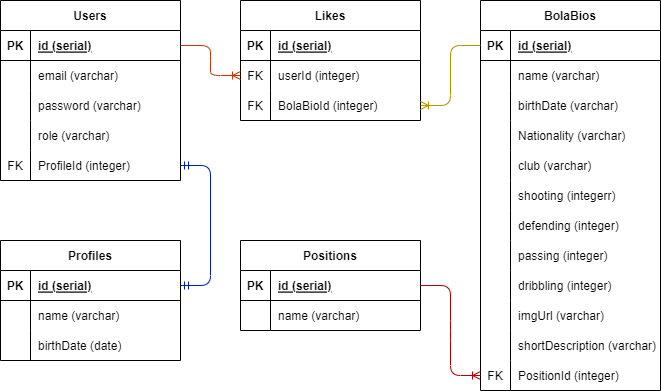 Users
PK id (serial)
email (varchar)
password (varchar)
role (varchar)
FK ProfileId (integer)
Likes
PK id (serial)
FK userId (integer)
FK BolaBioId (integer)
BolaBios
PK id (serial)
name (varchar)
birthDate (varchar)
Nationality (varchar)
club (varchar)
shooting (integerr)
defending (integer)
passing (integer)
dribbling (integer)
imgUrl (varchar)
shortDescription (varchar)
FK PositionId (integer)
Profiles
PK id (serial)
name (varchar)
birthDate (date)
Positions
PK id (serial)
name (varchar)